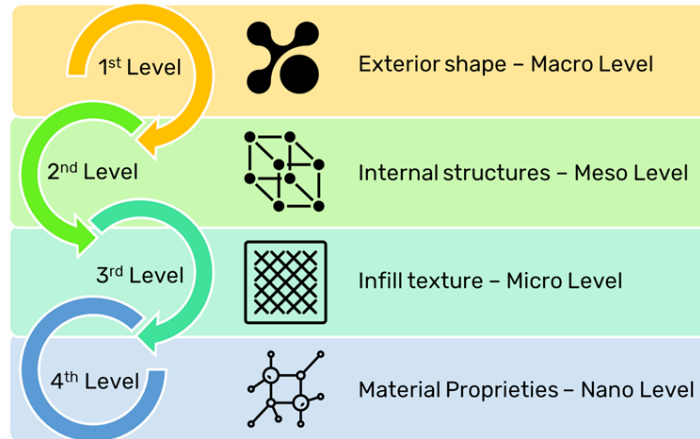 1st Level
Exterior shape – Macro Level
2nd Level
Internal structures – Meso Level
3rd Level
Infill texture – Micro Level
4th Level
Material Proprieties – Nano Level